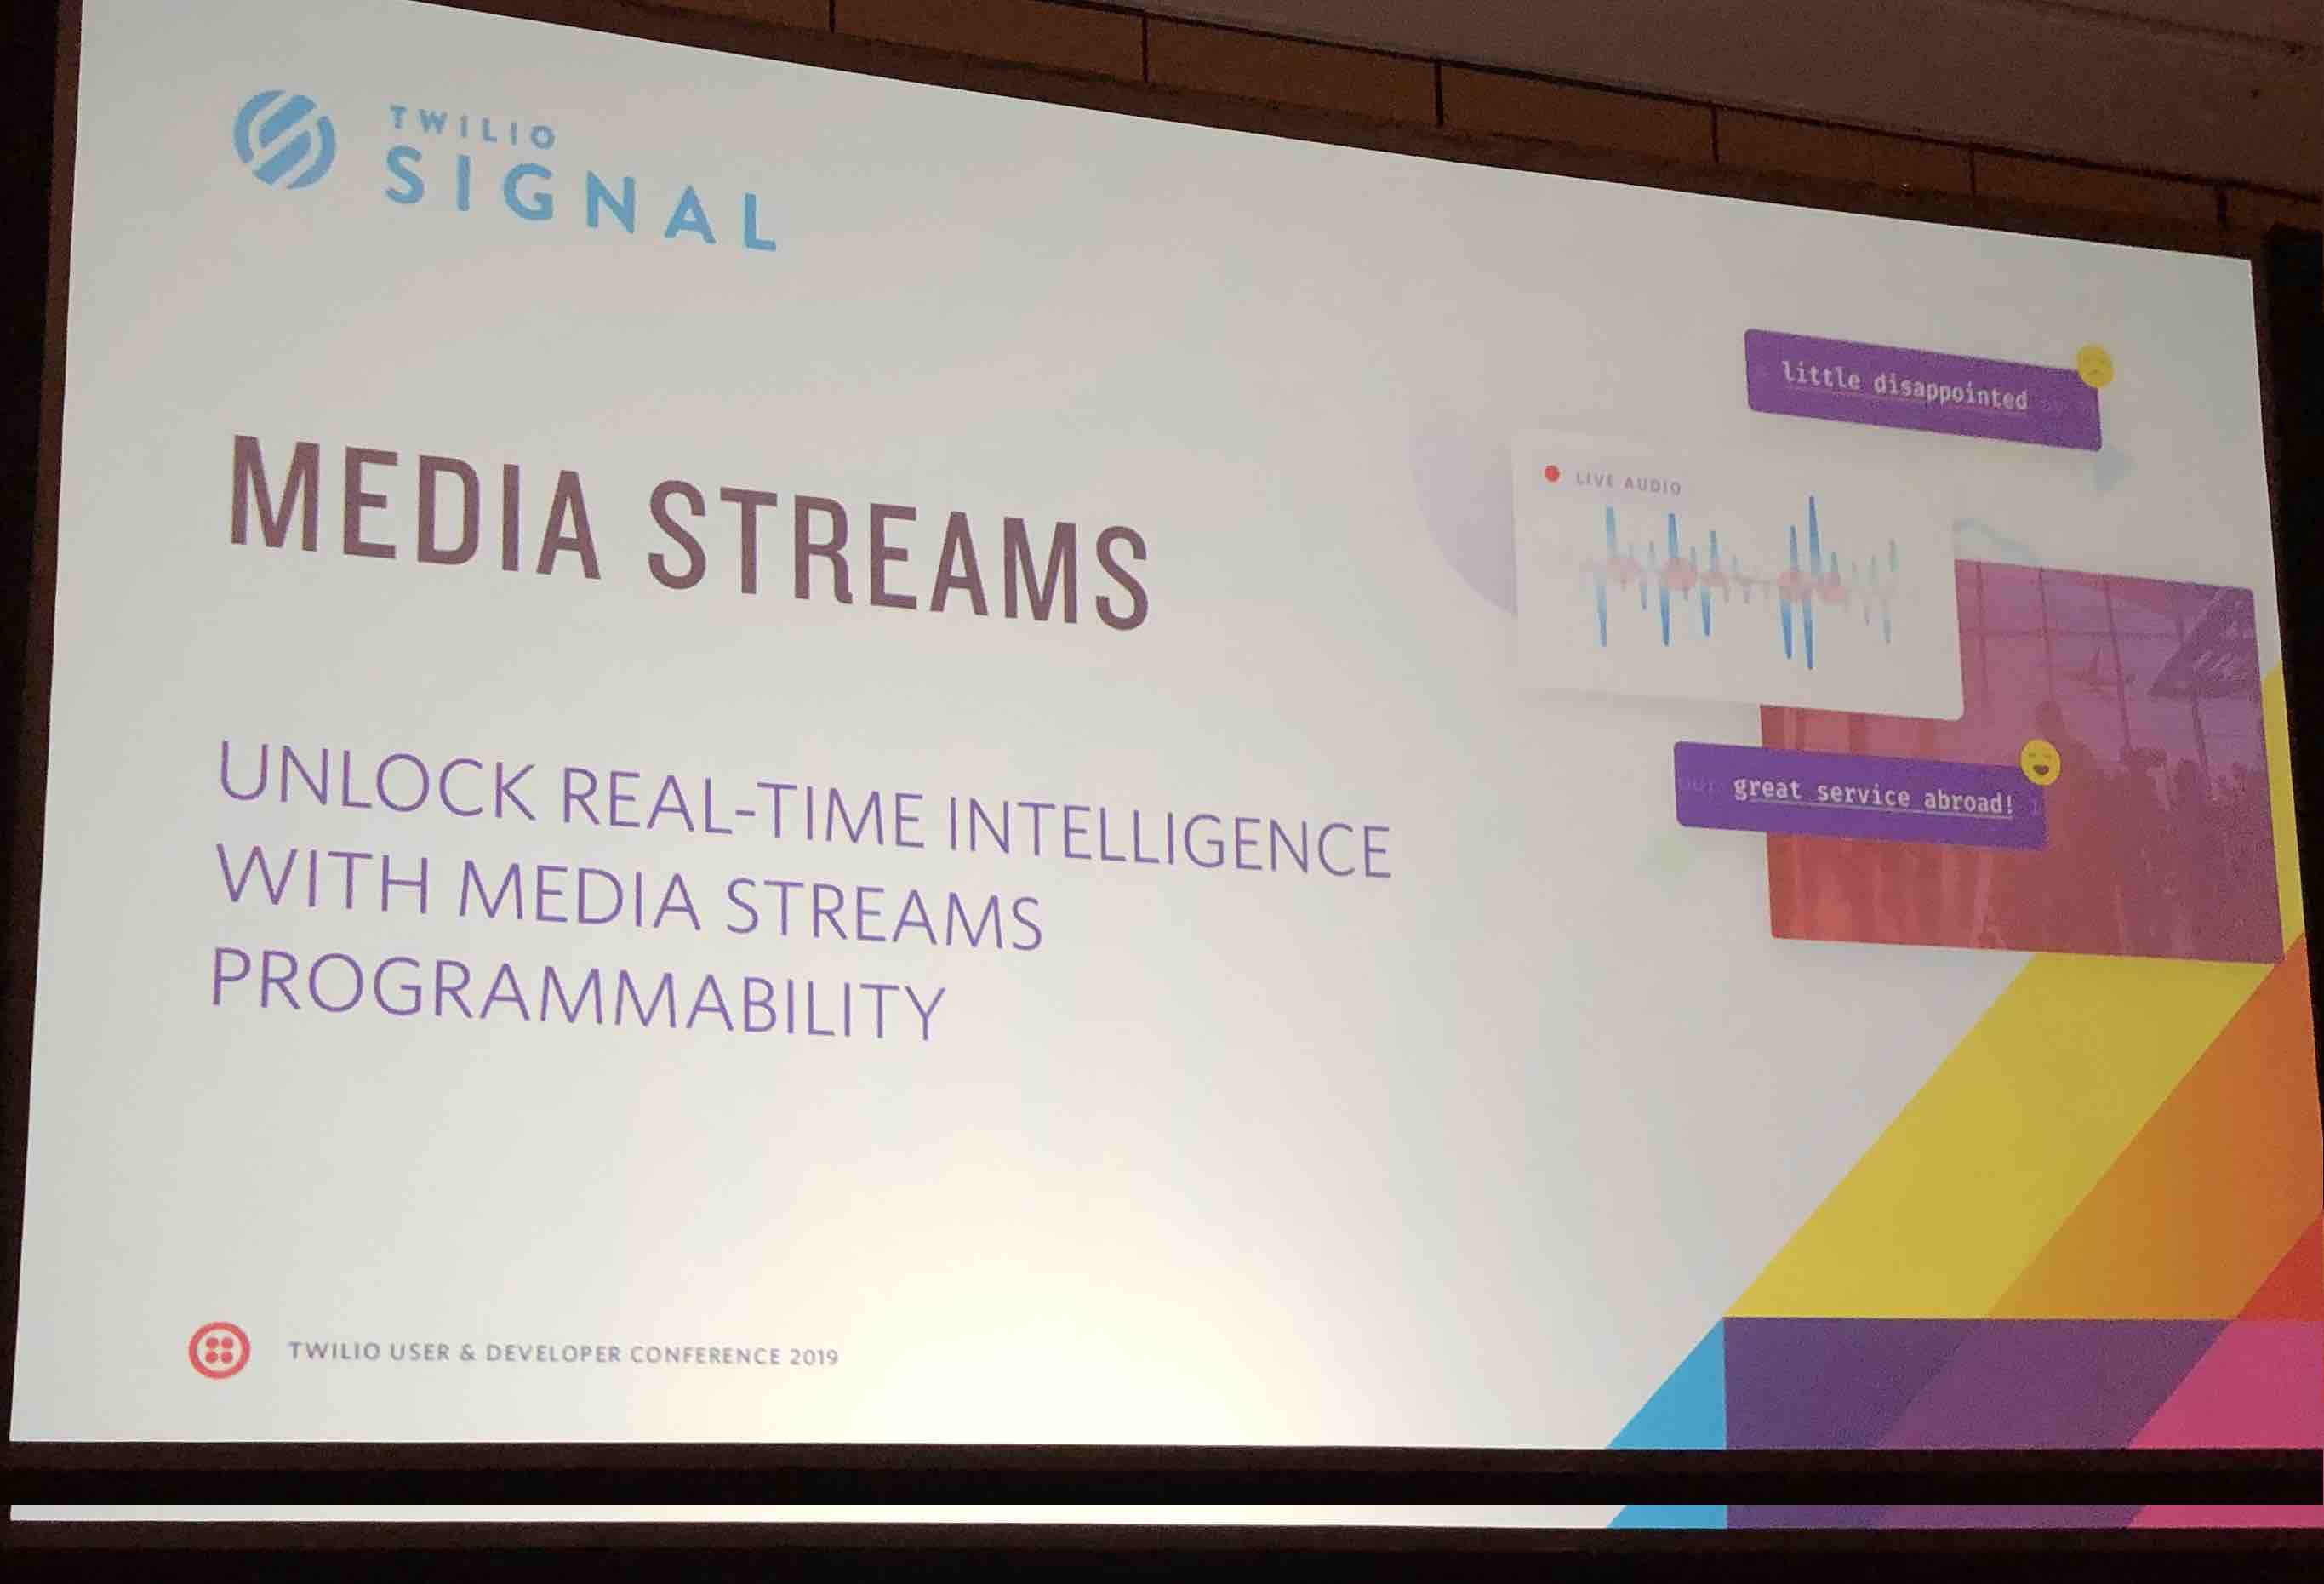 TWILIO
SIGNAL
MEDIA STREAMS
UNLOCK REAL-TIME INTELLIGENCE
WITH MEDIA STREAMS
PROGRAMMABILITY
little disappointed
LIVE AUDIO
great service abroad!
TWILIO USER & DEVELOPER CONFERENCE 2019